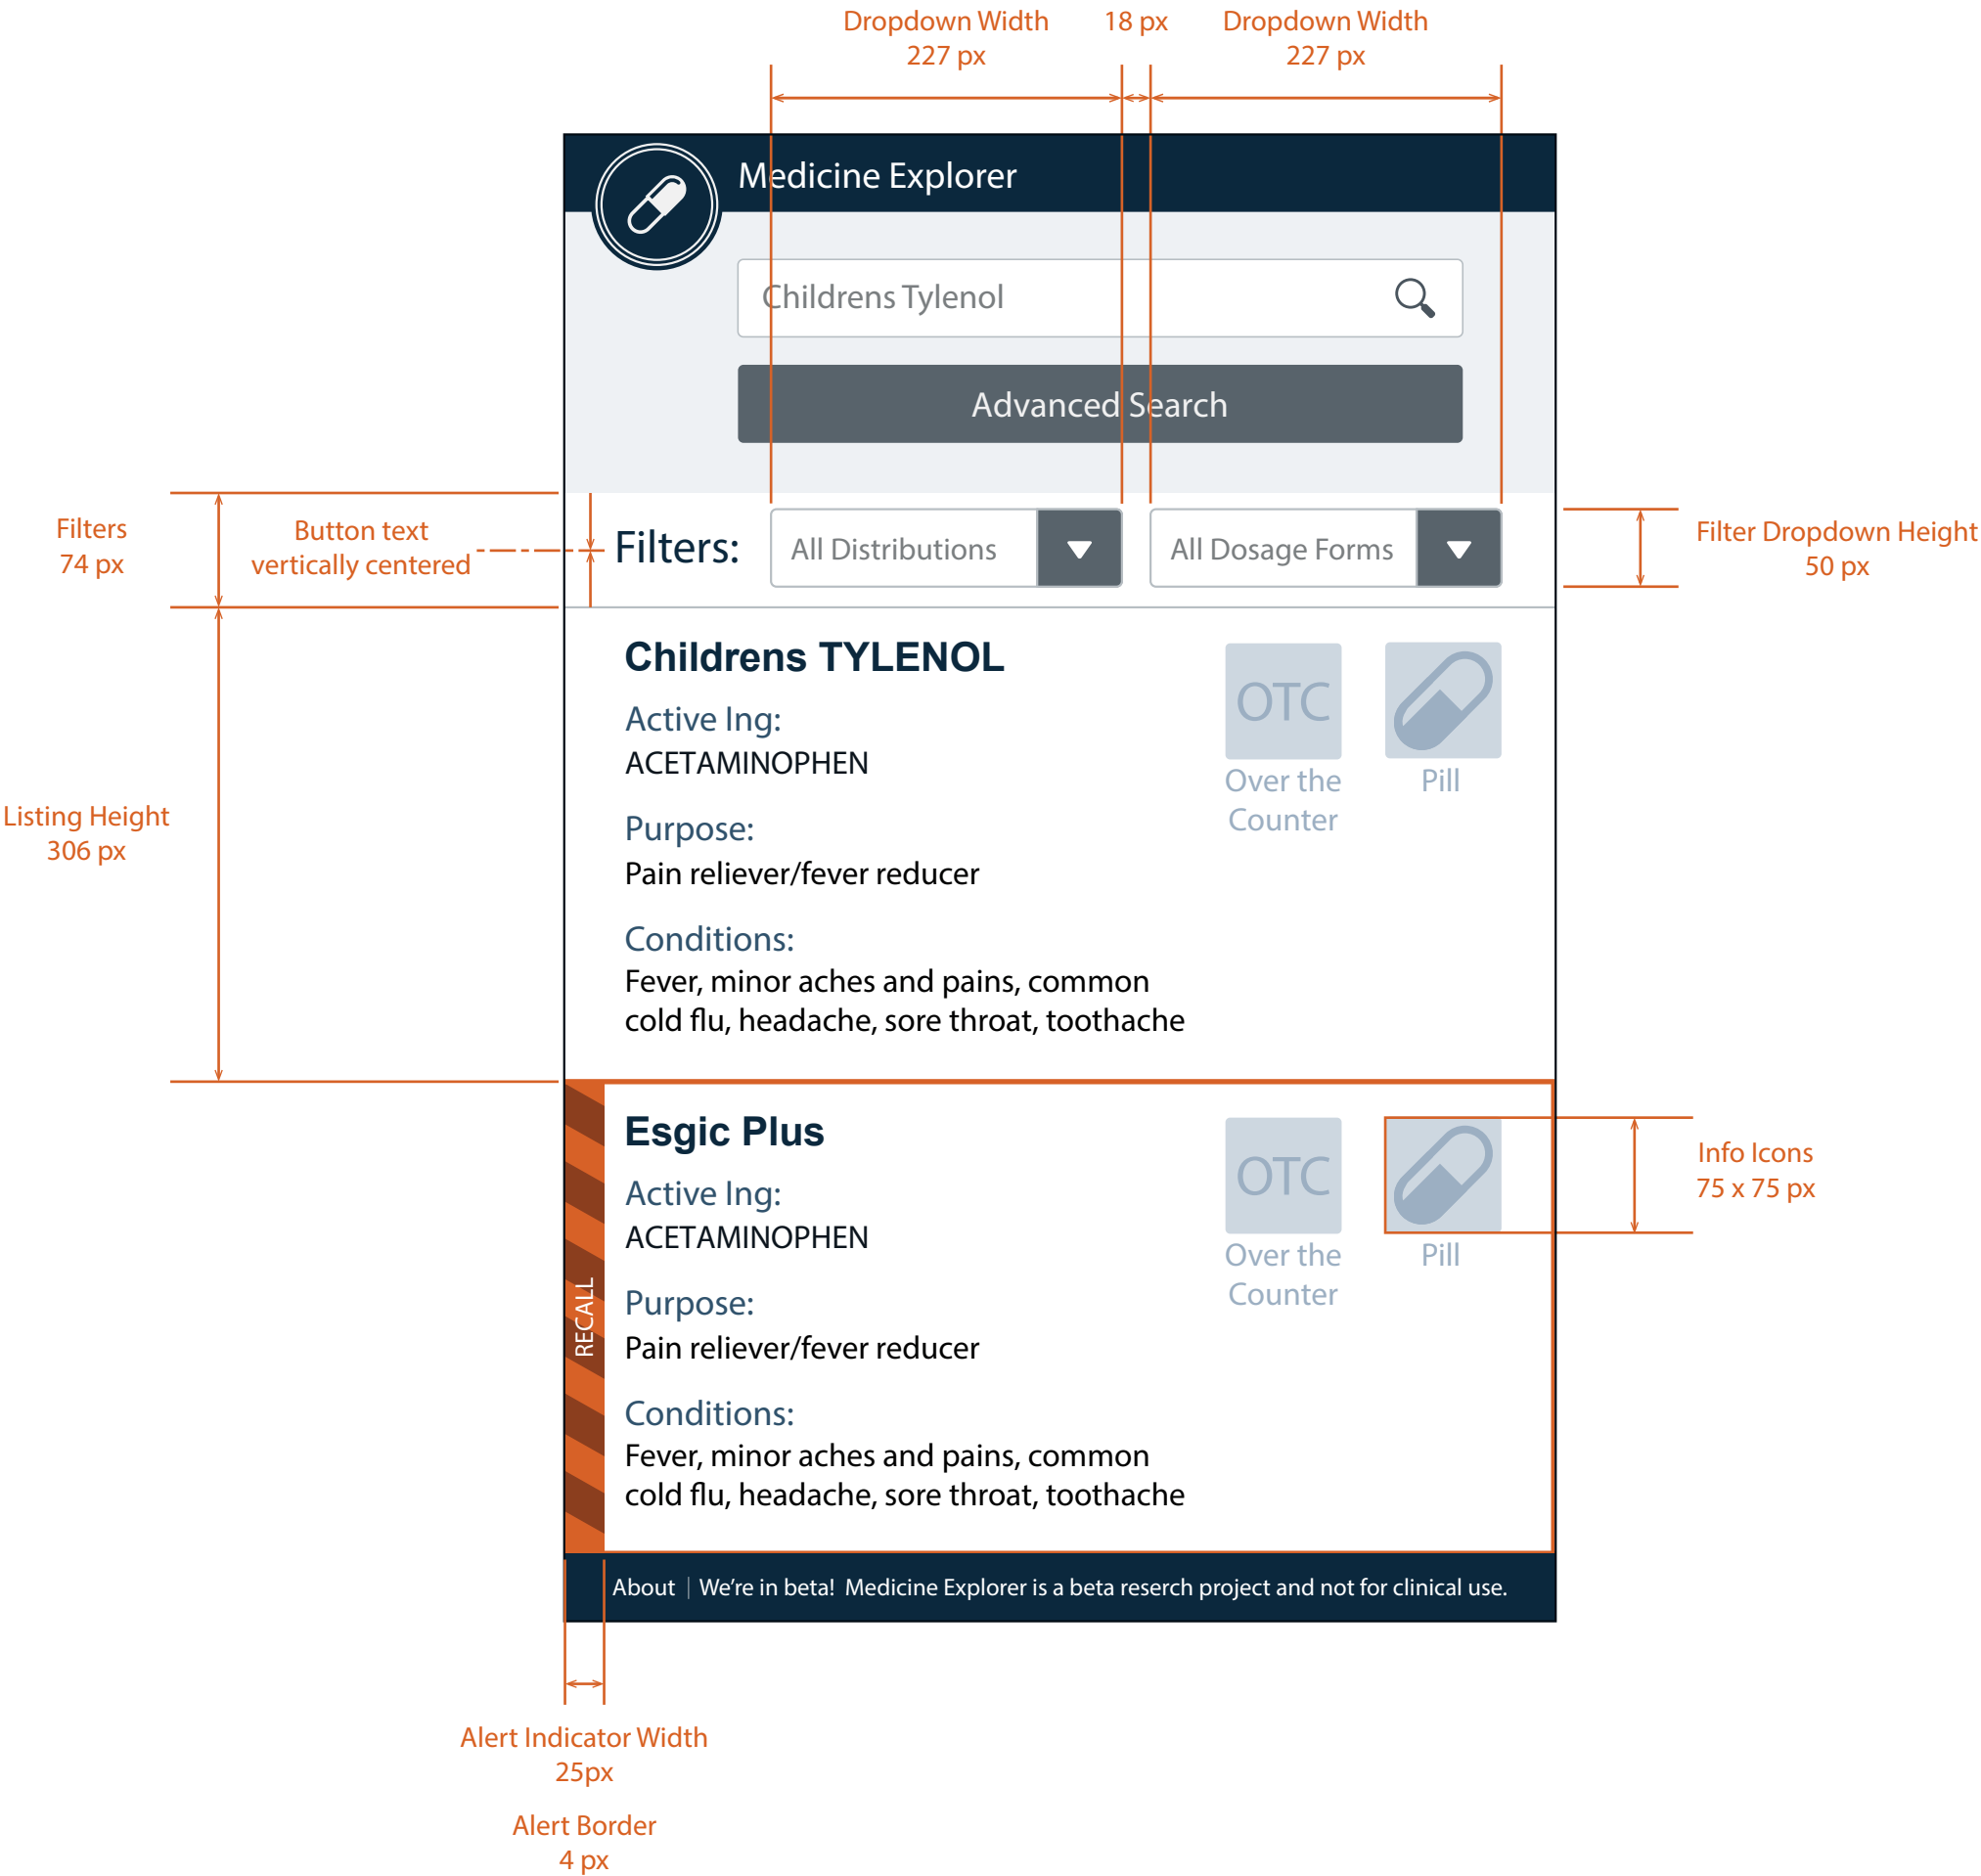 Dropdown Width
227 px
18 px
Dropdown Width
227 px
Medicine Explorer
Childrens Tylenol
Advanced Search
Filters
74 px
Button text
vertically centered
Filters:
All Distributions
All Dosage Forms
Filter Dropdown Height
50 px
Childrens TYLENOL
Active Ing:
ACETAMINOPHEN
OTC
Over the
Counter
Pill
Listing Height
306 px
Purpose:
Pain reliever/fever reducer
Conditions:
Fever, minor aches and pains, common
cold flu, headache, sore throat, toothache
RECALL
Esgic Plus
Active Ing:
ACETAMINOPHEN
OTC
Over the
Counter
Pill
Info Icons
75 x 75 px
Purpose:
Pain reliever/fever reducer
Conditions:
Fever, minor aches and pains, common
cold flu, headache, sore throat, toothache
About | We’re in beta! Medicine Explorer is a beta reserch project and not for clinical use.
Alert Indicator Width
25px
Alert Border
4 px